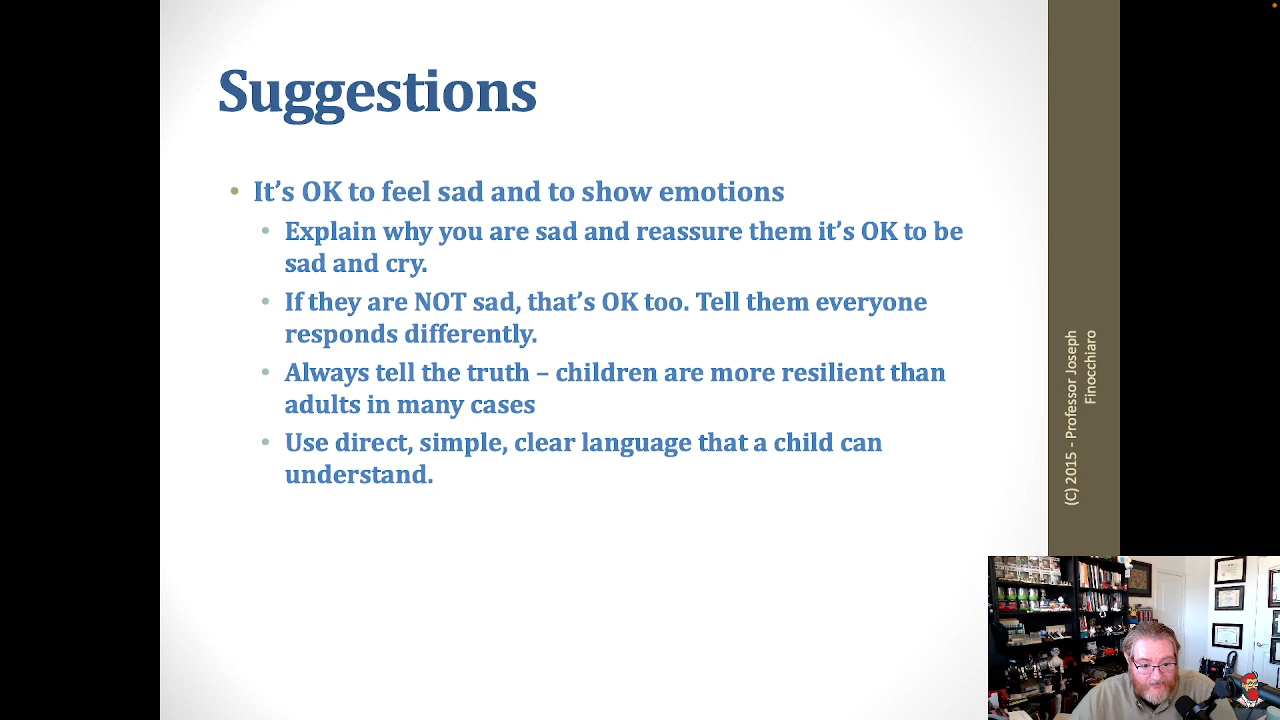 Suggestions
• It's OK to feel sad and to show emotions
• Explain why you are sad and reassure them it's OK to be
sad and cry.
• If they are NOT sad, that's OK too. Tell them everyone
responds differently.
• Always tell the truth – children are more resilient than
adults in many cases
• Use direct, simple, clear language that a child can
understand.
(C) 2015 - Professor Joseph
Finocchiaro